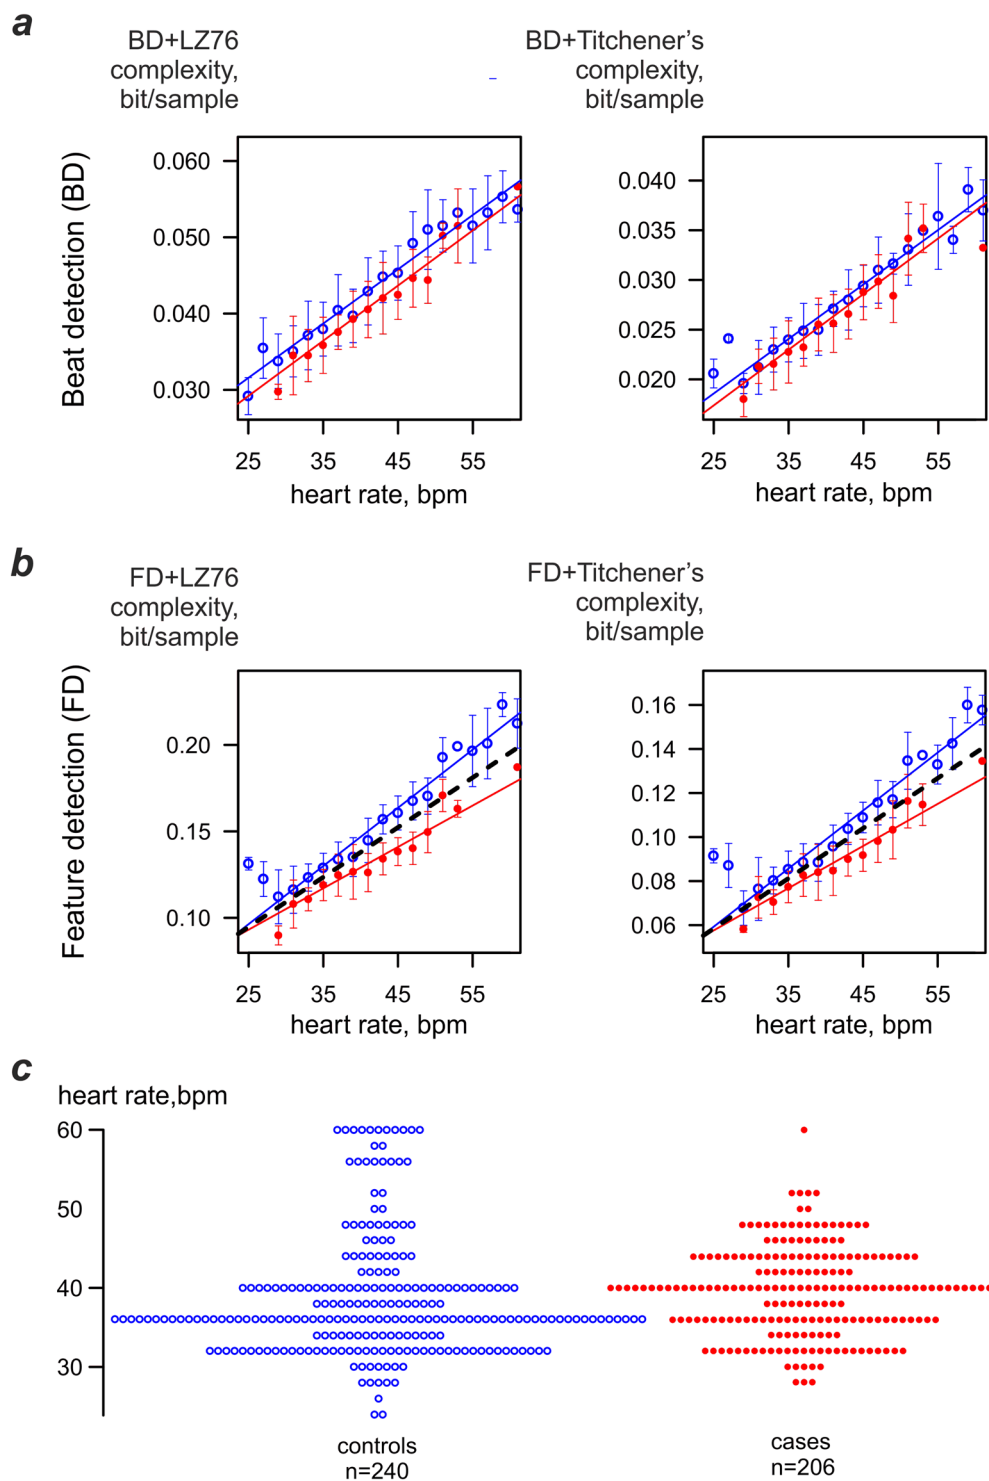 a
BD+LZ76
complexity,
bit/sample
BD+Titchener's
complexity,
bit/sample
Beat detection (BD)
0.060
0.050
0.040
0.030
25 35 45 55
heart rate, bpm
0.040
0.035
0.030
0.025
0.020
25 35 45 55
heart rate, bpm
b
FD+LZ76
complexity,
bit/sample
FD+Titchener's
complexity,
bit/sample
Feature detection (FD)
0.20
0.15
0.10
25 35 45 55
heart rate, bpm
0.16
0.14
0.12
0.10
0.08
0.06
25 35 45 55
heart rate, bpm
c
heart rate,bpm
60
50
40
30
controls
n=240
cases
n=206